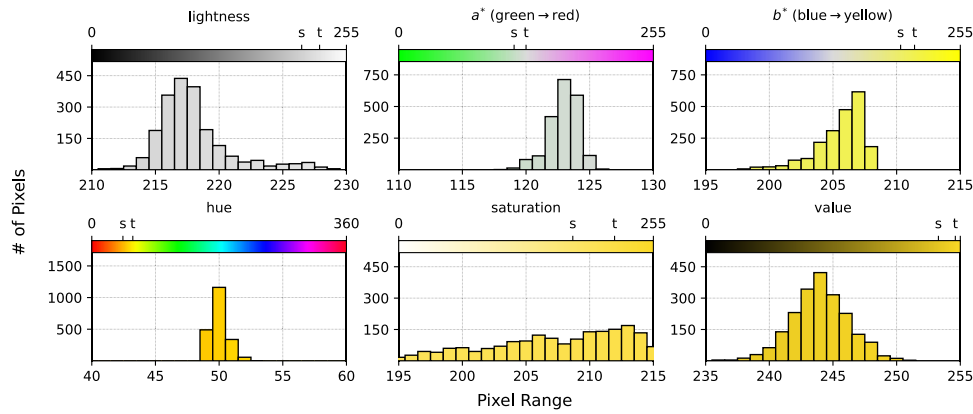 lightness
a* (green→red)
b* (blue→yellow)
0 s t 255
0 s t 255
0 s t 255
450
300
150
750
500
250
750
500
250
210 215 220 225 230
110 115 120 125 130
195 200 205 210 215
hue
saturation
value
0 s t 360
0 s t 255
0 s t 255
1500
1000
500
450
300
150
450
300
150
40 45 50 55 60
195 200 205 210 215
235 240 245 250 255
# of Pixels
Pixel Range